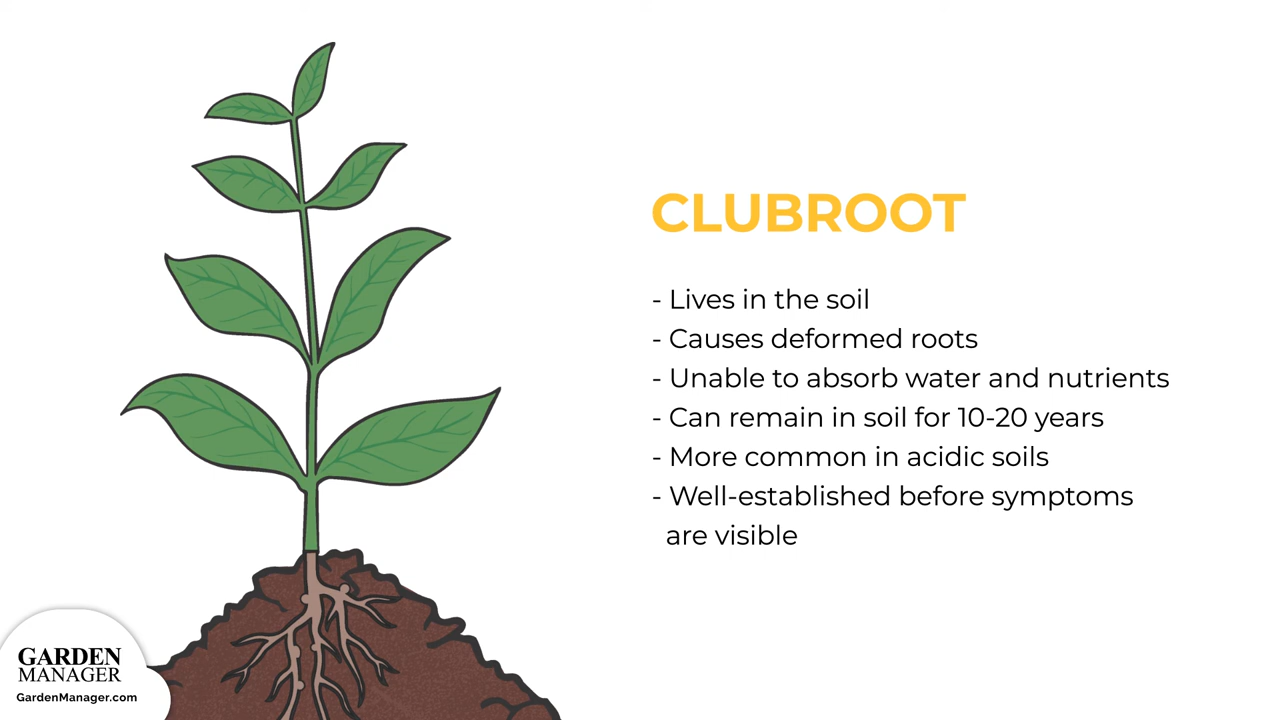 CLUBROOT
- Lives in the soil
- Causes deformed roots
- Unable to absorb water and nutrients
- Can remain in soil for 10-20 years
- More common in acidic soils
- Well-established before symptoms
are visible
GARDEN
MANAGER
GardenManager.com